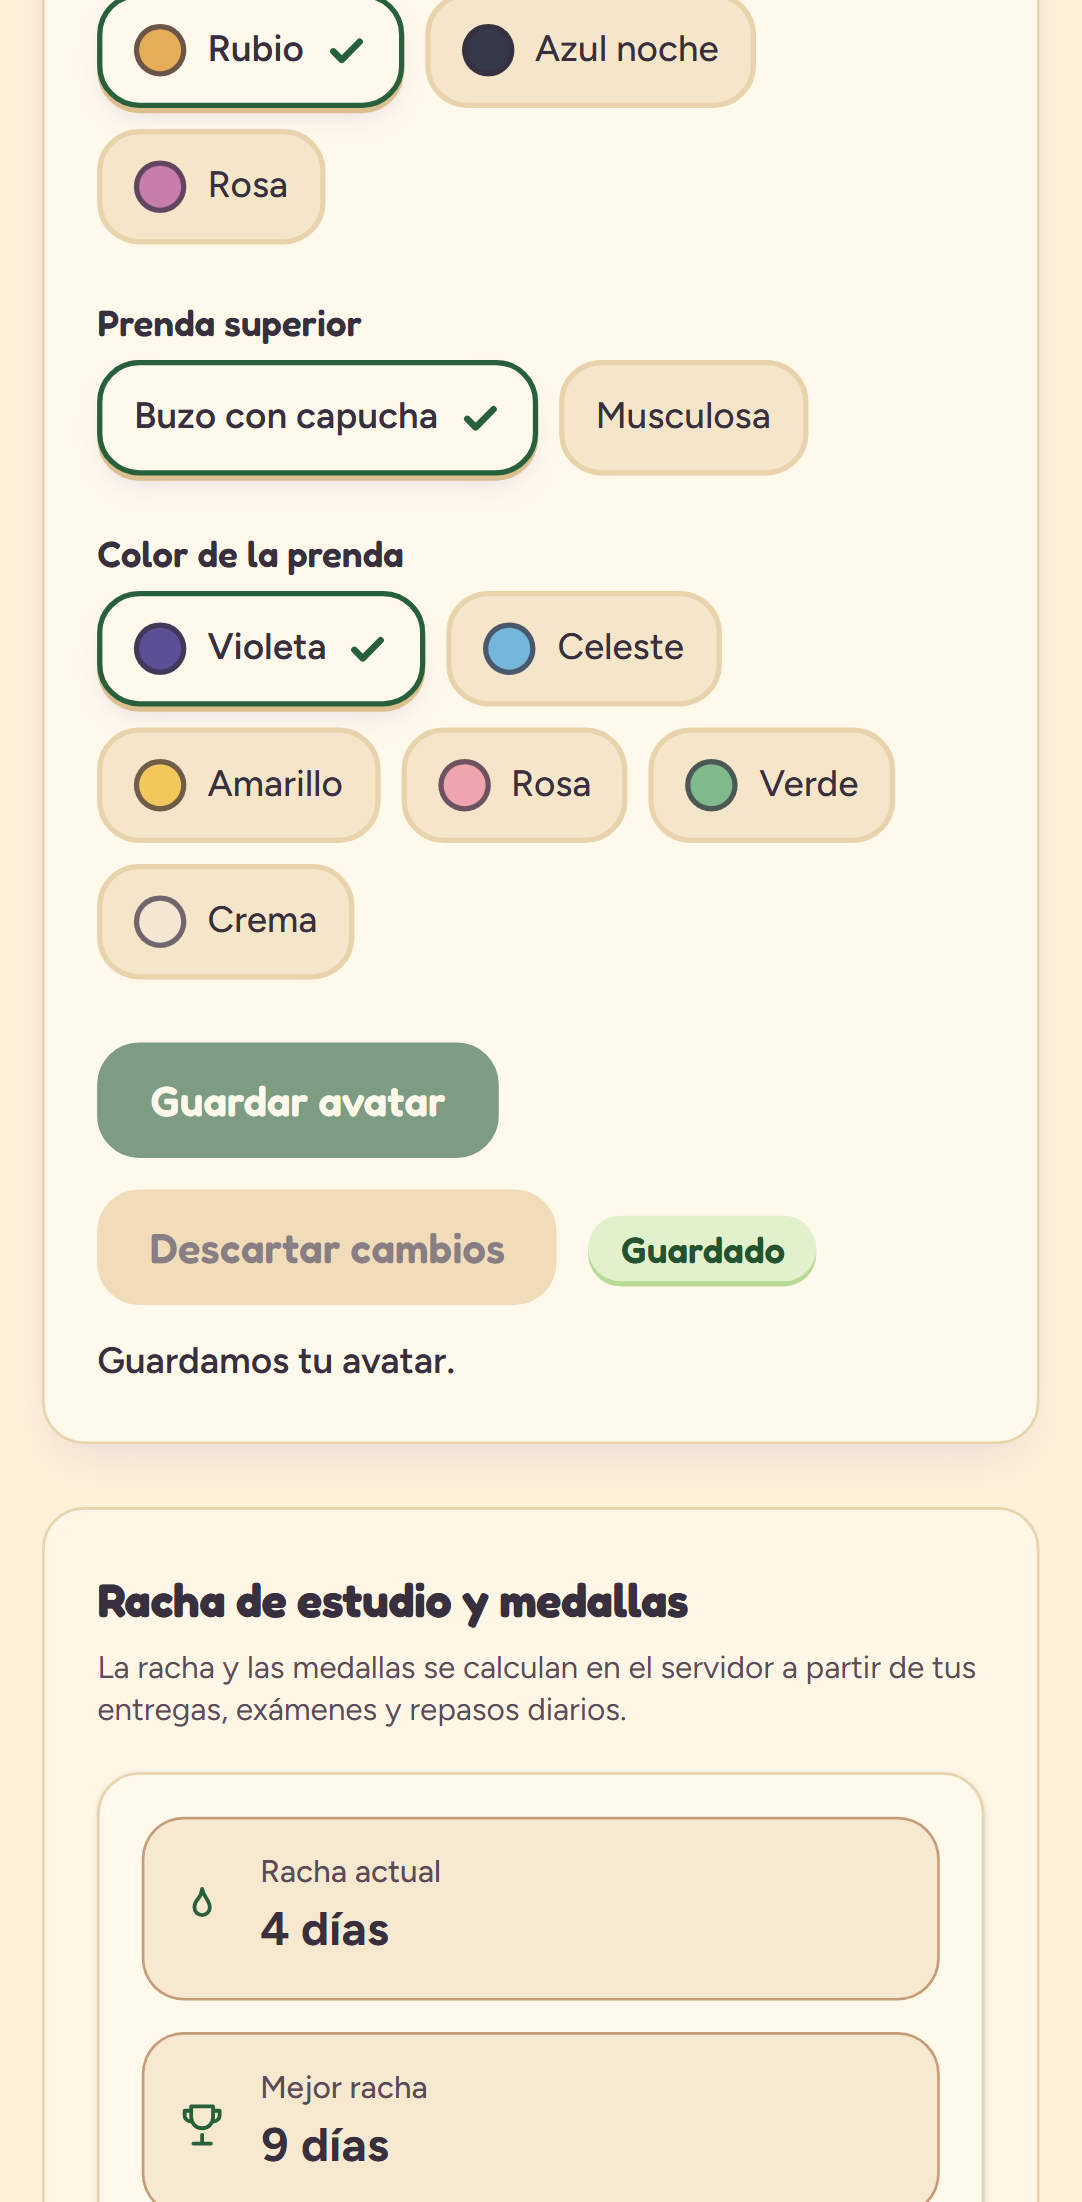 Rubio
Azul noche
Rosa
Prenda superior
Buzo con capucha
Musculosa
Color de la prenda
Violeta
Celeste
Amarillo
Rosa
Verde
Crema
Guardar avatar
Descartar cambios
Guardado
Guardamos tu avatar.
Racha de estudio y medallas
La racha y las medallas se calculan en el servidor a partir de tus
entregas, exámenes y repasos diarios.
Racha actual
4 días
Mejor racha
9 días